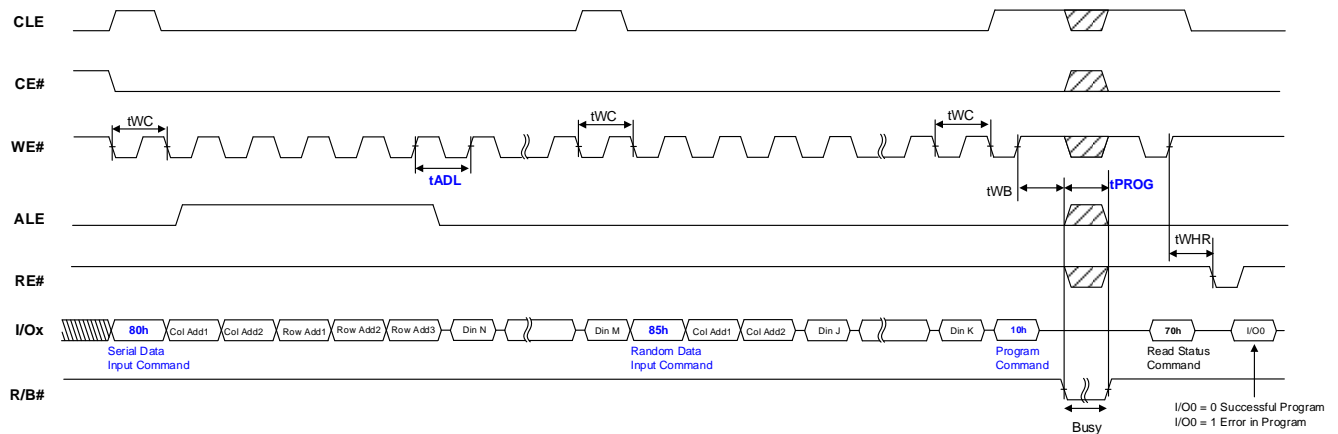 CLE
CE#
tWC
tWC
tWC
WE#
tADL
tWB
tPROG
ALE
tWHR
RE#
I/Ox
80h
Col Add1
Col Add2
Row Add1
Row Add2
Row Add3
Din N
Din M
85h
Col Add1
Col Add2
Din J
Din K
10h
70h
I/O0
Serial Data
Input Command
Random Data
Input Command
Program
Command
Read Status
Command
R/B#
Busy
I/O0 = 0 Successful Program
I/O0 = 1 Error in Program